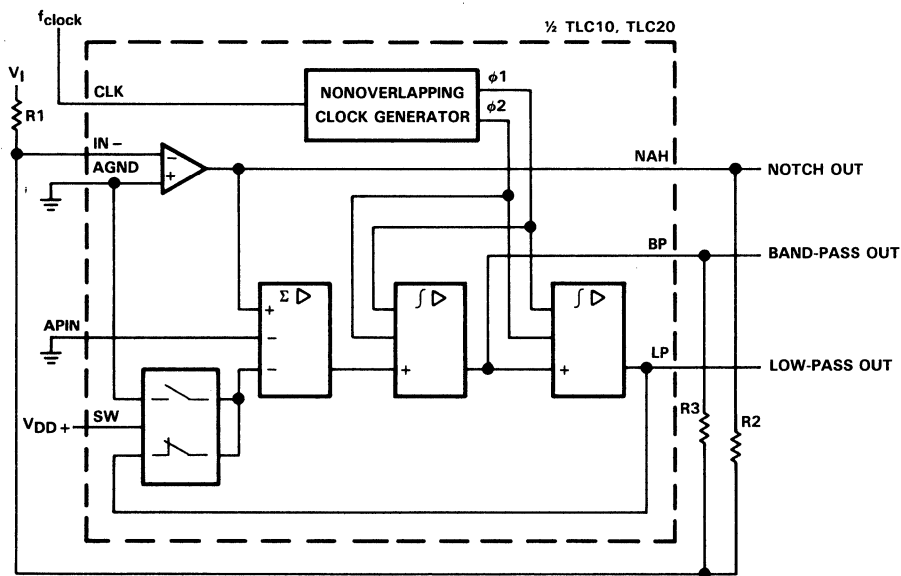 fclock
½ TLC10, TLC20
VI
CLK
NONOVERLAPPING
CLOCK GENERATOR
ϕ1
ϕ2
R1
IN −
AGND
−
+
NAH
NOTCH OUT
BP
BAND-PASS OUT
Σ ▷
∫ ▷
∫ ▷
+
APIN
−
−
+
+
LP
LOW-PASS OUT
VDD +
SW
R3
R2